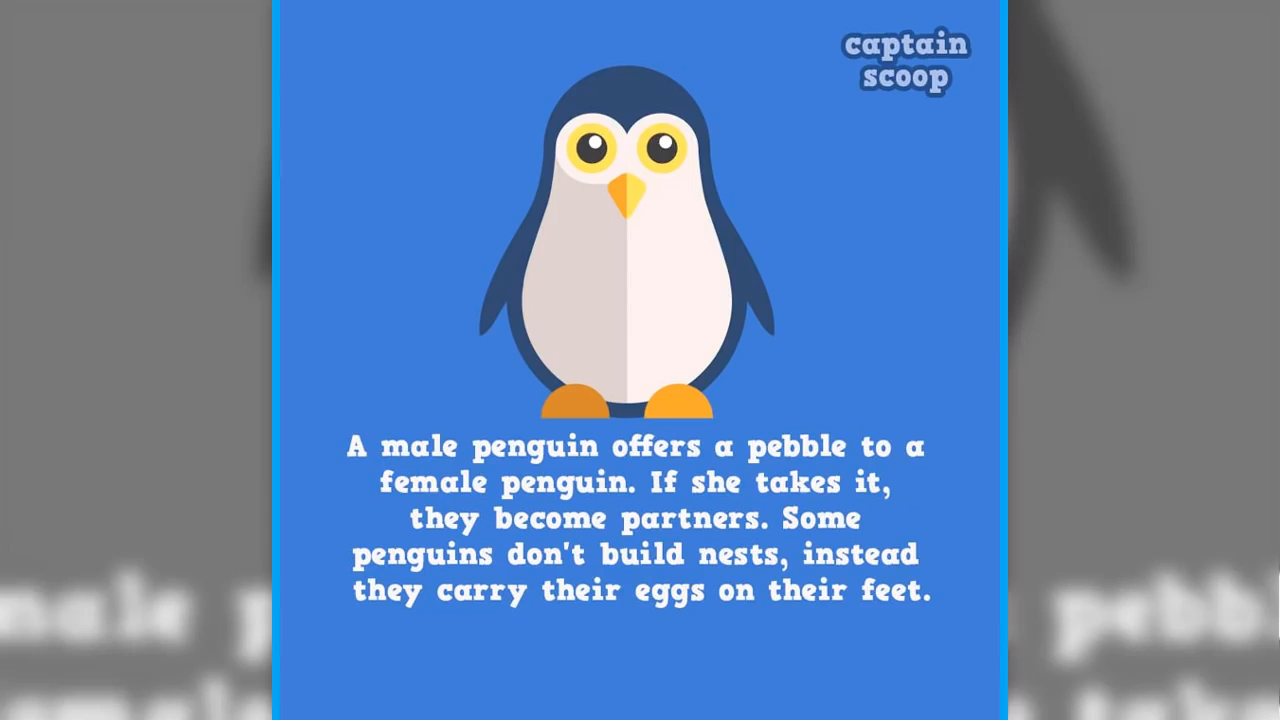 captain
scoop
A male penguin offers a pebble to a
female penguin. If she takes it,
they become partners. Some
penguins don't build nests, instead
they carry their eggs on their feet.